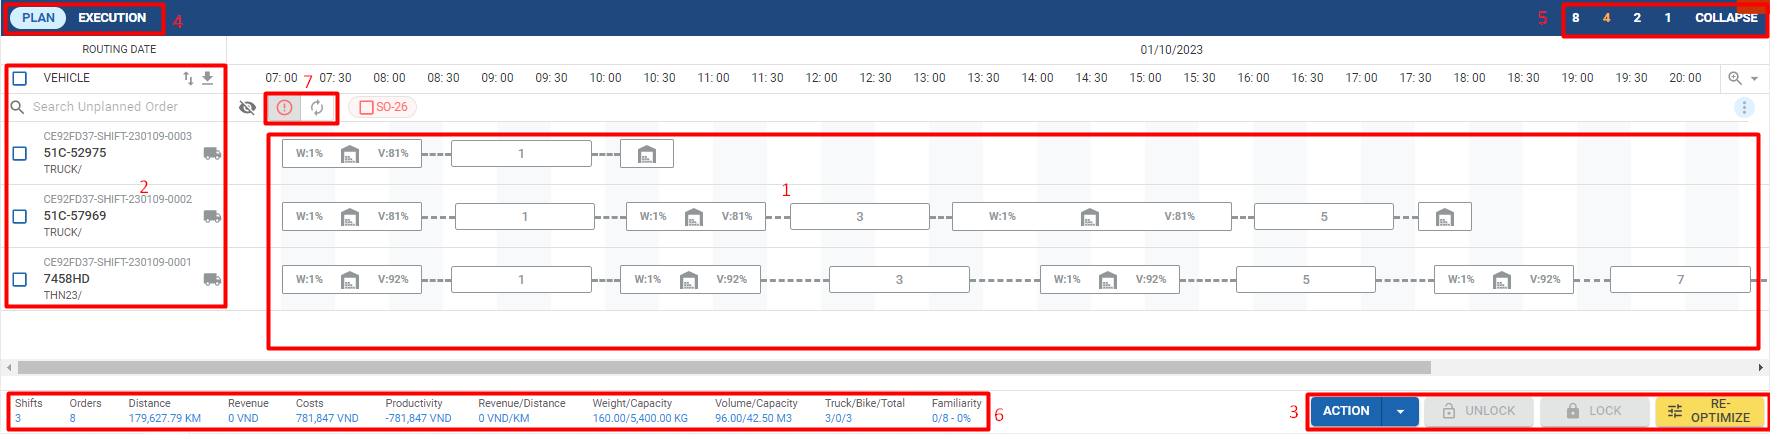 PLAN EXECUTION 4 5 8 4 2 1 COLLAPSE
ROUTING DATE 01/10/2023
VEHICLE 07: 00 07: 30 08: 00 08: 30 09: 00 09: 30 10: 00 10: 30 11: 00 11: 30 12: 00 12: 30 13: 00 13: 30 14: 00 14: 30 15: 00 15: 30 16: 00 16: 30 17: 00 17: 30 18: 00 18: 30 19: 00 19: 30 20: 00
7
Search Unplanned Order SO-26
CE92FD37-SHIFT-230109-0003
51C-52975 W:1% V:81% 1
TRUCK/
2 1
CE92FD37-SHIFT-230109-0002
51C-57969 W:1% V:81% 1 W:1% V:81% 3 W:1% V:81% 5
TRUCK/
CE92FD37-SHIFT-230109-0001
7458HD W:1% V:92% 1 W:1% V:92% 3 W:1% V:92% 5 W:1% V:92% 7
THN23/
Shifts Orders Distance Revenue Costs Productivity Revenue/Distance Weight/Capacity Volume/Capacity Truck/Bike/Total Familiarity
3 8 179,627.79 KM 0 VND 781,847 VND -781,847 VND 0 VND/KM 160.00/5,400.00 KG 96.00/42.50 M3 3/0/3 0/8 - 0%
6 3 ACTION UNLOCK LOCK RE-
OPTIMIZE